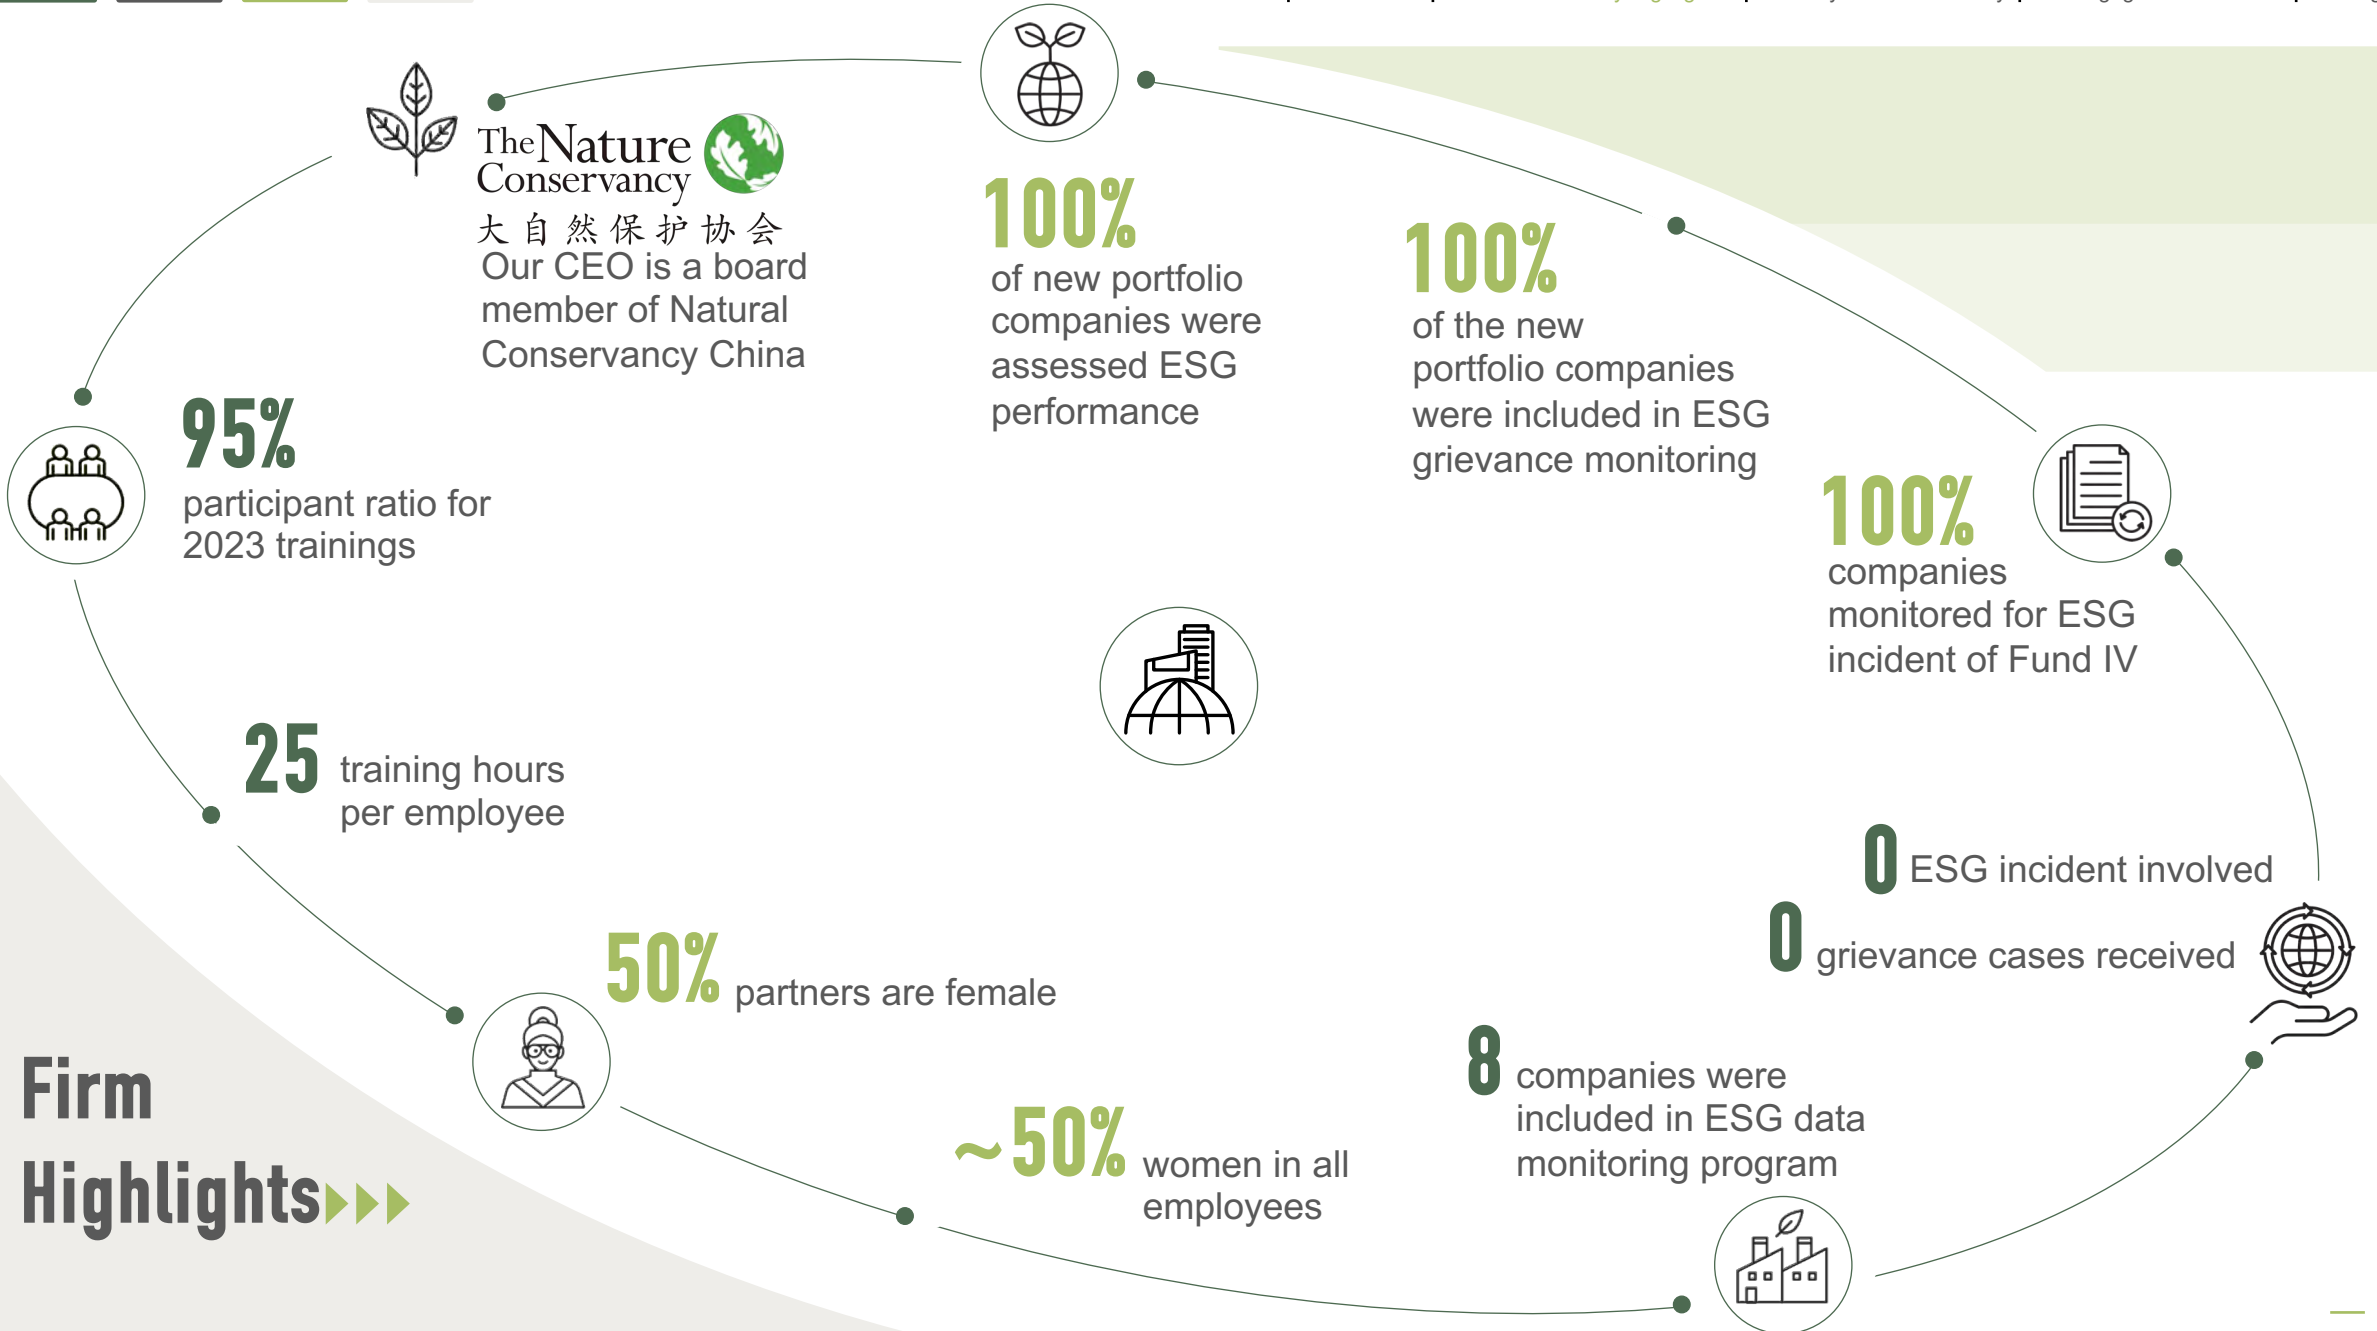 The Nature
Conservancy
大自然保护协会
Our CEO is a board
member of Natural
Conservancy China
100%
of new portfolio
companies were
assessed ESG
performance
100%
of the new
portfolio companies
were included in ESG
grievance monitoring
100%
companies
monitored for ESG
incident of Fund IV
95%
participant ratio for
2023 trainings
25 training hours
per employee
0 ESG incident involved
0 grievance cases received
50% partners are female
8 companies were
included in ESG data
monitoring program
~50% women in all
employees
Firm
Highlights